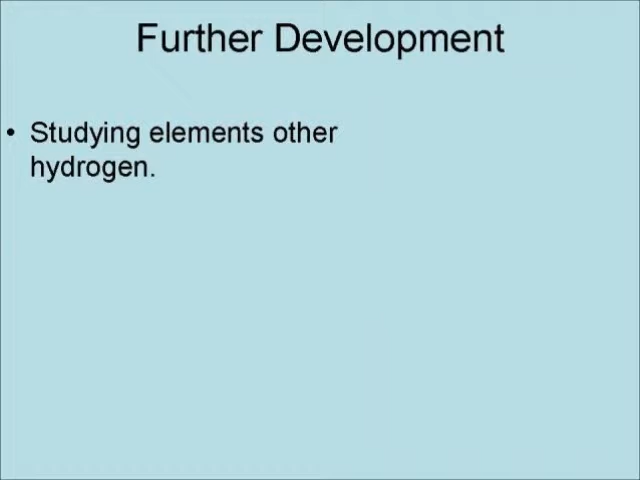 Further Development
• Studying elements other
hydrogen.